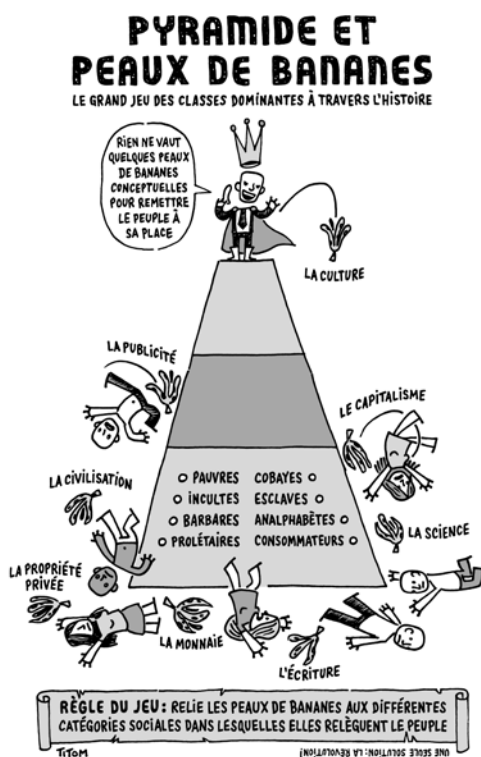 PYRAMIDE ET
PEAUX DE BANANES
LE GRAND JEU DES CLASSES DOMINANTES À TRAVERS L'HISTOIRE
RIEN NE VAUT
QUELQUES PEAUX
DE BANANES
CONCEPTUELLES
POUR REMETTRE
LE PEUPLE À
SA PLACE
LA CULTURE
LA PUBLICITÉ
LE CAPITALISME
LA CIVILISATION
PAUVRES COBAYES
INCULTES ESCLAVES
BARBARES ANALPHABÈTES
PROLÉTAIRES CONSOMMATEURS
LA SCIENCE
LA PROPRIÉTÉ
PRIVÉE
LA MONNAIE
L'ÉCRITURE
RÈGLE DU JEU : RELIE LES PEAUX DE BANANES AUX DIFFÉRENTES
CATÉGORIES SOCIALES DANS LESQUELLES ELLES RELÈGUENT LE PEUPLE
TiTOM
UNE SEULE SOLUTION : LA RÉVOLUTION !